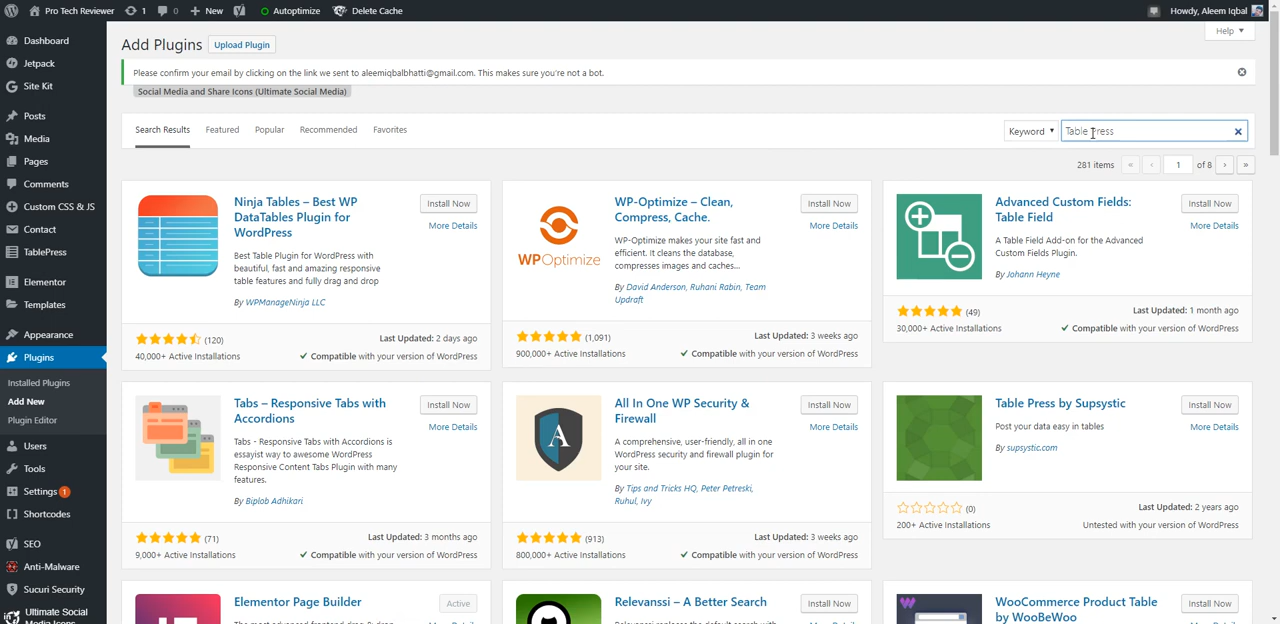 Pro Tech Reviewer
1
0
New
Autoptimize
Delete Cache
Howdy, Aleem Iqbal
Dashboard
Jetpack
Site Kit
Posts
Media
Pages
Comments
Custom CSS & JS
Contact
TablePress
Elementor
Templates
Appearance
Plugins
Installed Plugins
Add New
Plugin Editor
Users
Tools
Settings 1
Shortcodes
SEO
Anti-Malware
Sucuri Security
Ultimate Social
Media Icons
Add Plugins
Upload Plugin
Help ▼
Please confirm your email by clicking on the link we sent to aleemiqbalbhatti@gmail.com. This makes sure you're not a bot.
Social Media and Share Icons (Ultimate Social Media)
Search Results
Featured
Popular
Recommended
Favorites
Keyword ▼
Table Press
281 items
«
‹
1
of 8
›
»
Ninja Tables – Best WP
DataTables Plugin for
WordPress
Install Now
More Details
Best Table Plugin for WordPress with
beautiful, fast and amazing responsive
table features and fully drag and drop
By WPManageNinja LLC
(120)
40,000+ Active Installations
Last Updated: 2 days ago
✓ Compatible with your version of WordPress
WPOptimize
WP-Optimize – Clean,
Compress, Cache.
Install Now
More Details
WP-Optimize makes your site fast and
efficient. It cleans the database,
compresses images and caches...
By David Anderson, Ruhani Rabin, Team
Updraft
(1,091)
900,000+ Active Installations
Last Updated: 3 weeks ago
✓ Compatible with your version of WordPress
Advanced Custom Fields:
Table Field
Install Now
More Details
A Table Field Add-on for the Advanced
Custom Fields Plugin.
By Johann Heyne
(49)
30,000+ Active Installations
Last Updated: 1 month ago
✓ Compatible with your version of WordPress
Tabs – Responsive Tabs with
Accordions
Install Now
More Details
Tabs - Responsive Tabs with Accordions is
essayist way to awesome WordPress
Responsive Content Tabs Plugin with many
features.
By Biplob Adhikari
(71)
9,000+ Active Installations
Last Updated: 3 months ago
✓ Compatible with your version of WordPress
A
All In One WP Security &
Firewall
Install Now
More Details
A comprehensive, user-friendly, all in one
WordPress security and firewall plugin for
your site.
By Tips and Tricks HQ, Peter Petreski,
Ruhul, Ivy
(913)
800,000+ Active Installations
Last Updated: 3 weeks ago
✓ Compatible with your version of WordPress
Table Press by Supsystic
Install Now
More Details
Post your data easy in tables
By supsystic.com
(0)
200+ Active Installations
Last Updated: 2 years ago
Untested with your version of WordPress
Elementor Page Builder
Active
Relevanssi – A Better Search
Install Now
WooCommerce Product Table
by WooBeWoo
Install Now